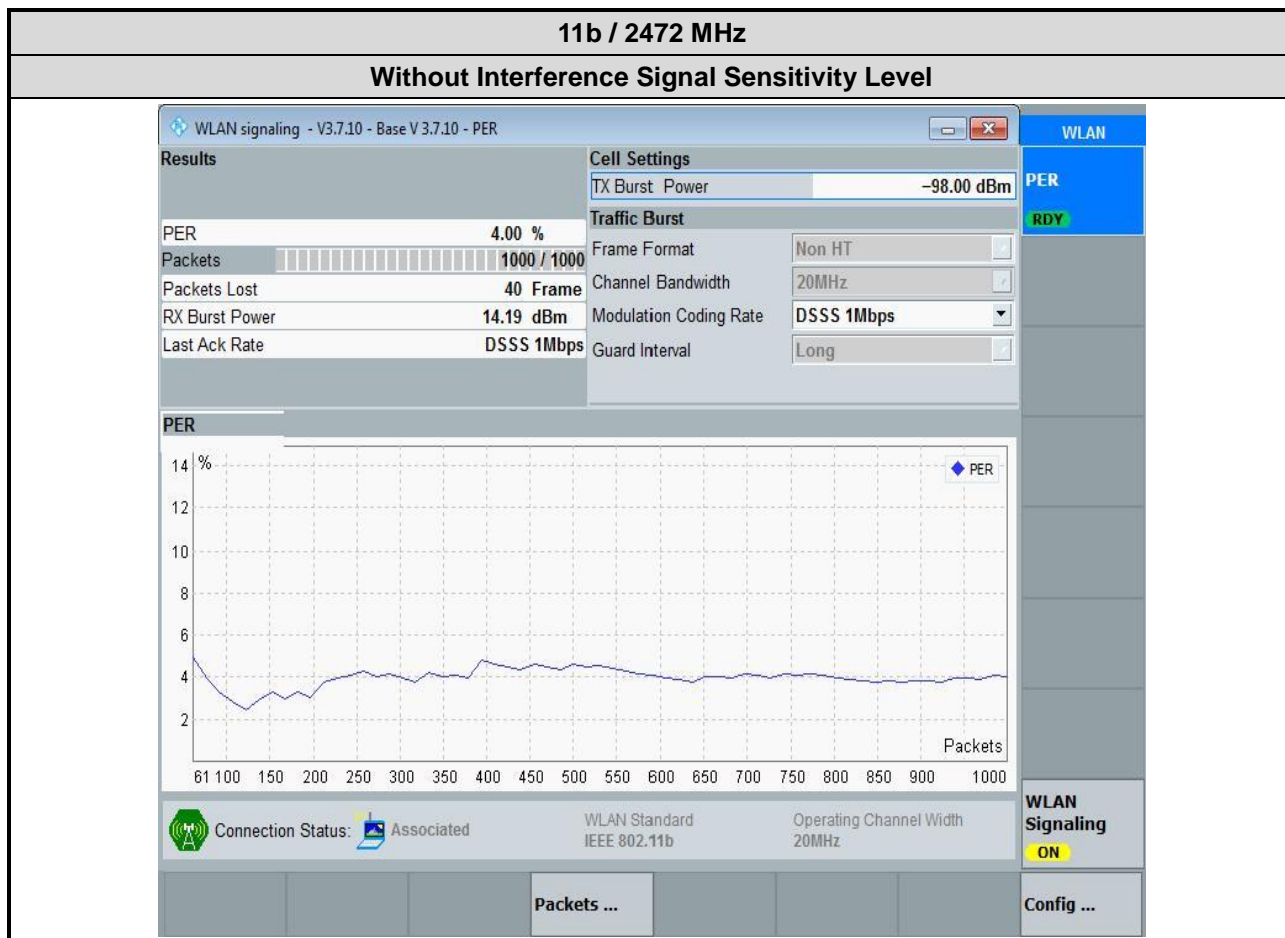 11b / 2472 MHz
Without Interference Signal Sensitivity Level
WLAN signaling - V3.7.10 - Base V 3.7.10 - PER
WLAN
Results
Cell Settings
TX Burst Power −98.00 dBm
PER
RDY
Traffic Burst
PER 4.00 %
Frame Format Non HT
Packets 1000 / 1000
Channel Bandwidth 20MHz
Packets Lost 40 Frame
RX Burst Power 14.19 dBm
Modulation Coding Rate DSSS 1Mbps
Last Ack Rate DSSS 1Mbps
Guard Interval Long
PER
14 %
PER
12
10
8
6
4
2
Packets
61 100 150 200 250 300 350 400 450 500 550 600 650 700 750 800 850 900 1000
Connection Status: Associated
WLAN Standard
IEEE 802.11b
Operating Channel Width
20MHz
WLAN
Signaling
ON
Packets ...
Config ...